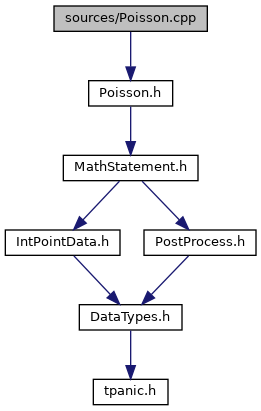 sources/Poisson.cpp
Poisson.h
MathStatement.h
IntPointData.h
PostProcess.h
DataTypes.h
tpanic.h